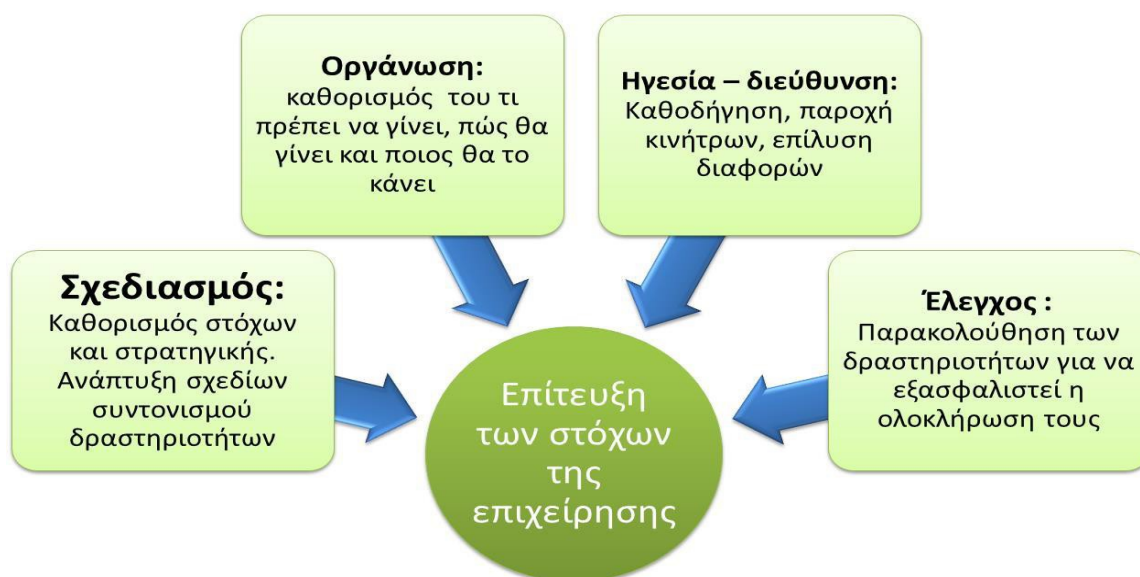 Οργάνωση:
καθορισμός του τι
πρέπει να γίνει, πώς θα
γίνει και ποιος θα το
κάνει
Ηγεσία – διεύθυνση:
Καθοδήγηση, παροχή
κινήτρων, επίλυση
διαφορών
Σχεδιασμός:
Καθορισμός στόχων
και στρατηγικής.
Ανάπτυξη σχεδίων
συντονισμού
δραστηριοτήτων
Έλεγχος :
Παρακολούθηση των
δραστηριοτήτων για να
εξασφαλιστεί η
ολοκλήρωση τους
Επίτευξη
των στόχων
της
επιχείρησης